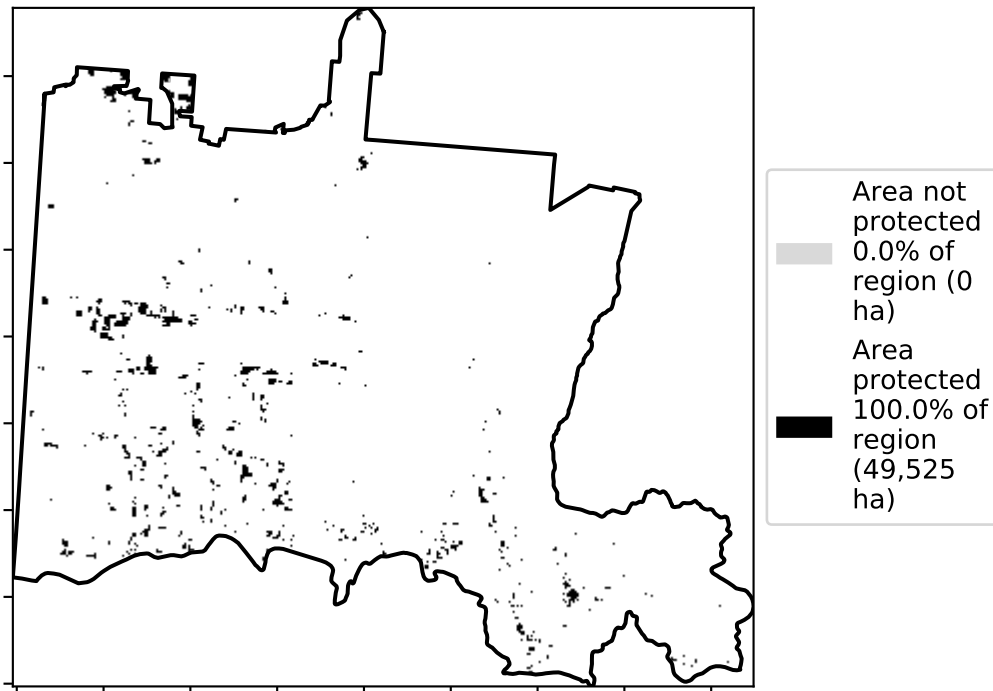 Area not
protected
0.0% of
region (0
ha)
Area
protected
100.0% of
region
(49,525
ha)